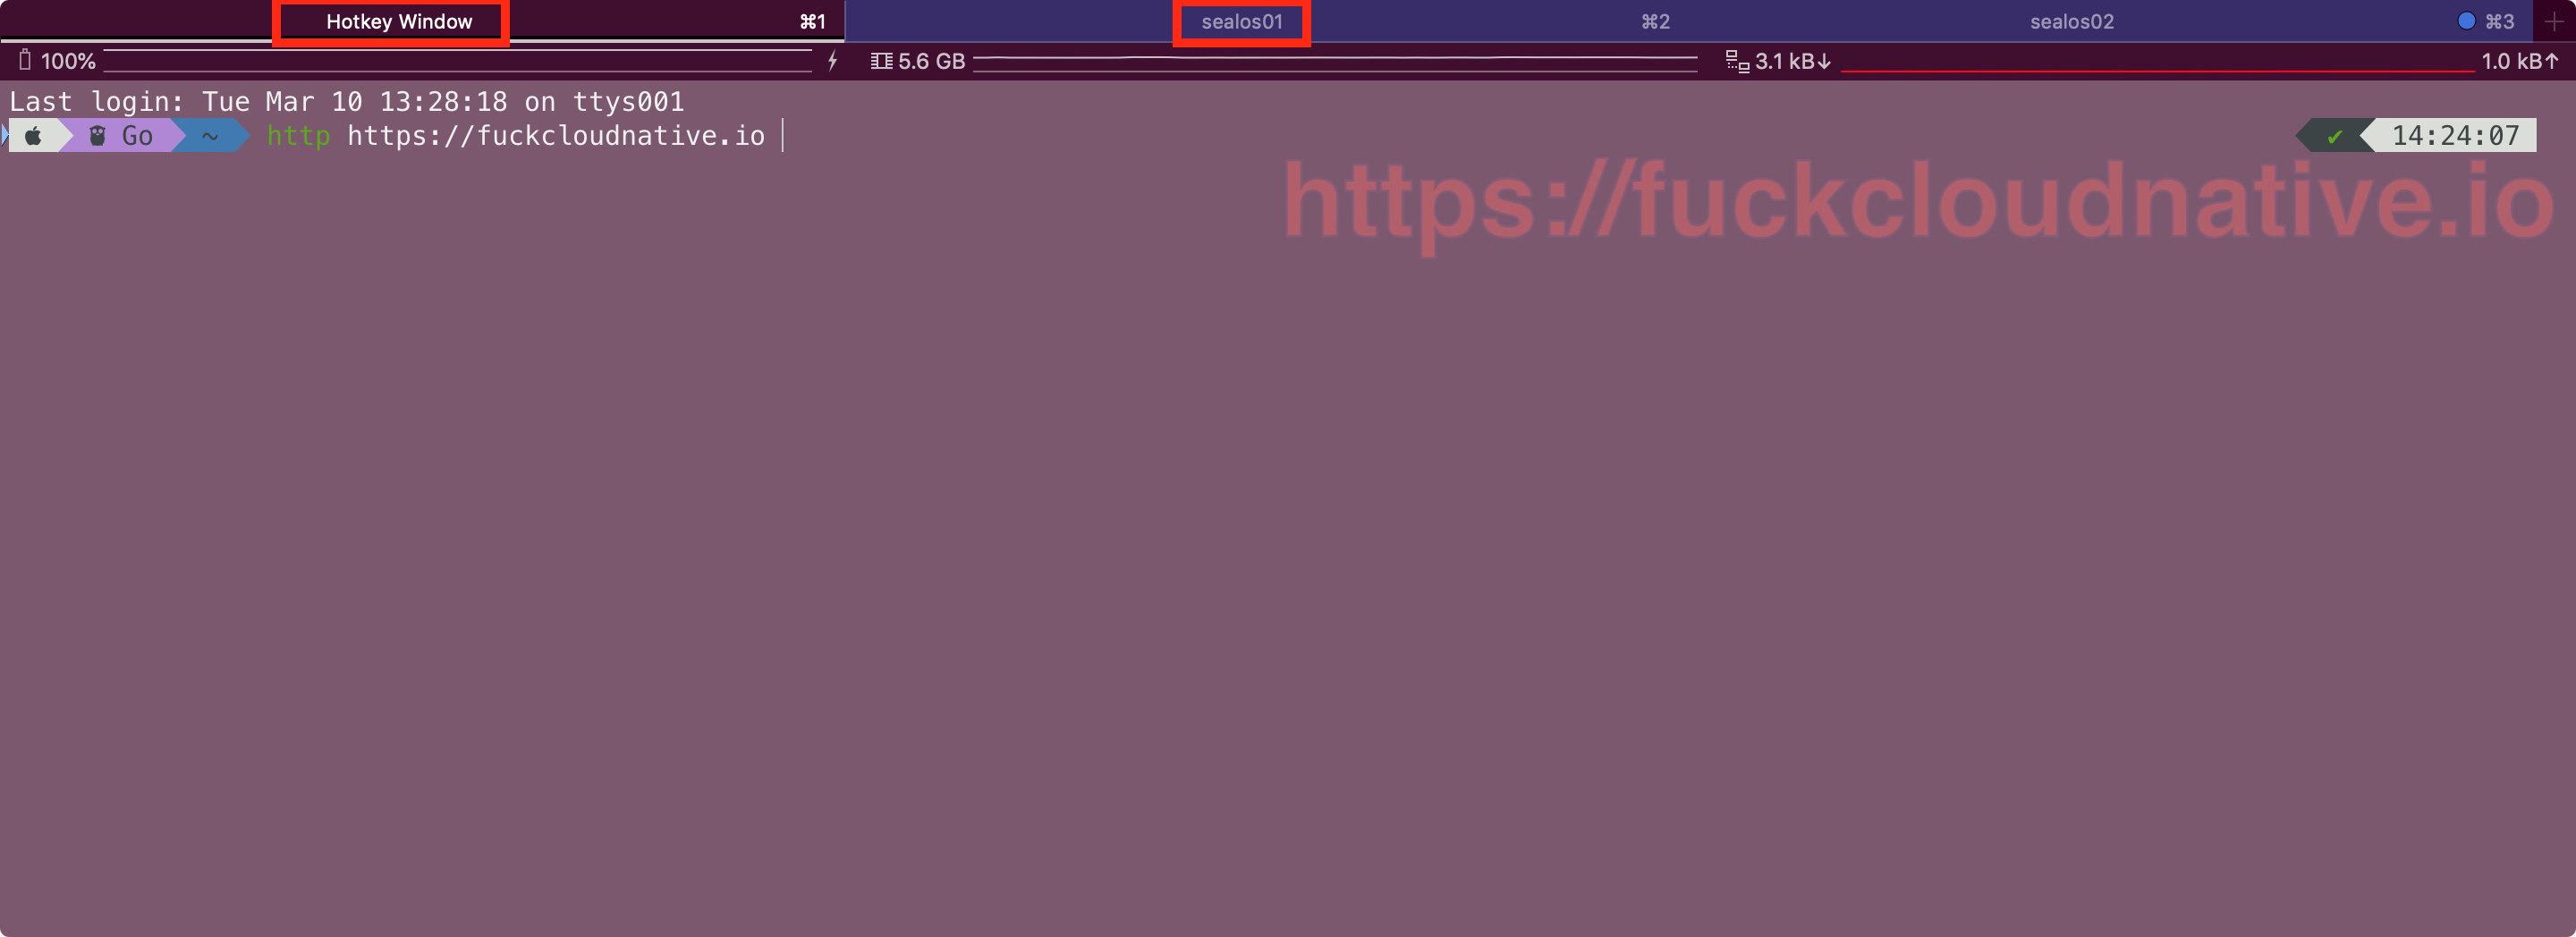 Hotkey Window ⌘1 sealos01 ⌘2 sealos02 ⌘3
100% 5.6 GB 3.1 kB↓ 1.0 kB↑
Last login: Tue Mar 10 13:28:18 on ttys001
Go ~ http https://fuckcloudnative.io ✔ 14:24:07
https://fuckcloudnative.io